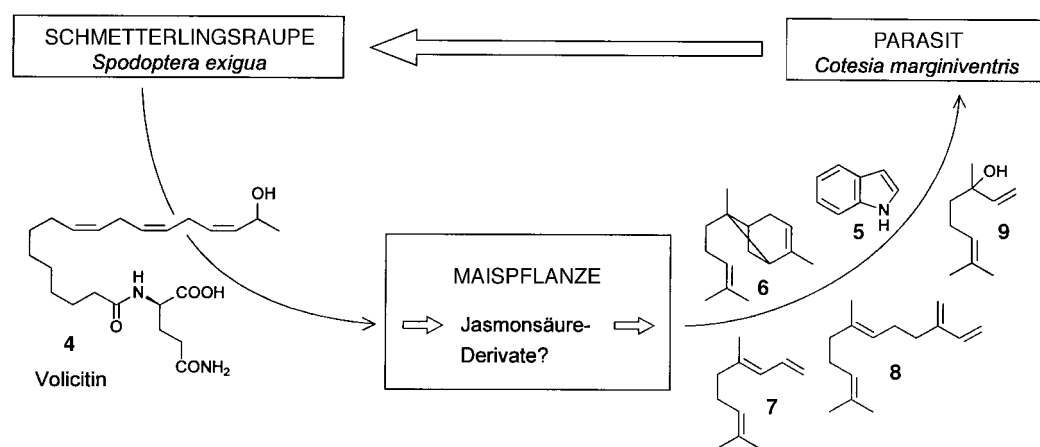 SCHMETTERLINGSRAUPE
Spodoptera exigua
PARASIT
Cotesia marginiventris
OH
H
N
COOH
O
4
CONH₂
Volicitin
MAISPFLANZE
Jasmonsäure-
Derivate?
6
5
N
H
OH
9
7
8